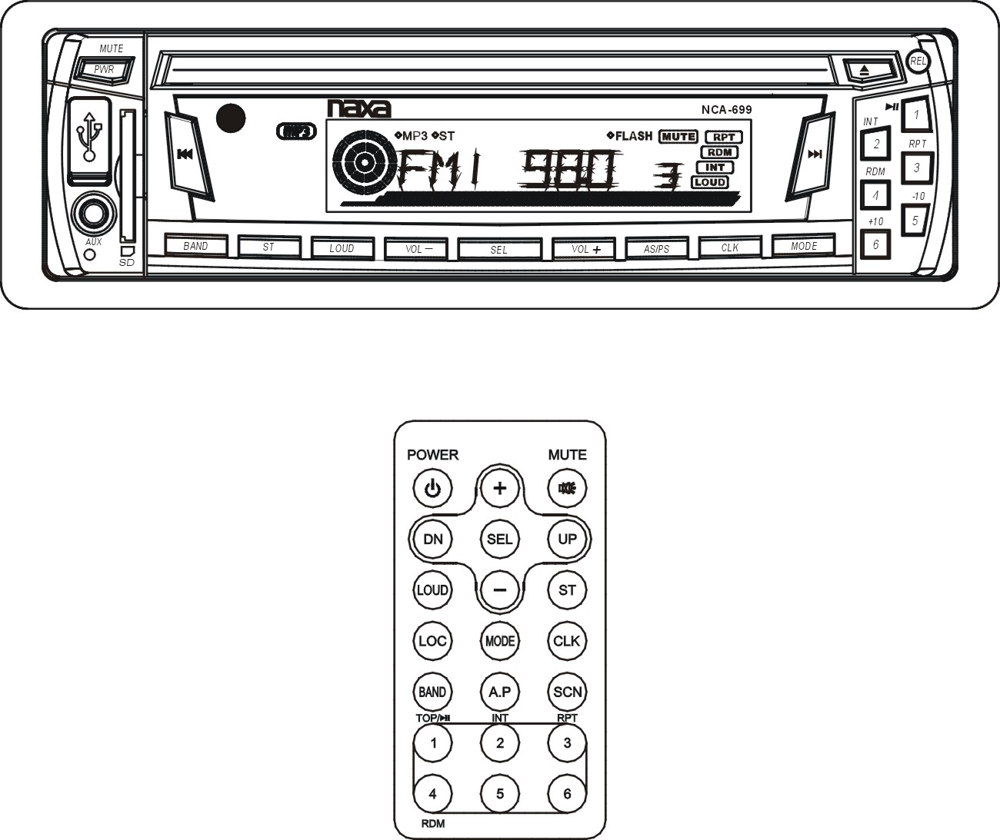 MUTE
PWR
REL
naxa
NCA-699
MP3
MP3 ST
FLASH MUTE RPT
RDM
INT
LOUD
FM1 98.0 3
1
INT
2
RPT
3
RDM
4
-10
5
+10
6
AUX
SD
BAND ST LOUD VOL− SEL VOL+ AS/PS CLK MODE
POWER MUTE
+
DN SEL UP
LOUD − ST
LOC MODE CLK
BAND A.P SCN
TOP/ INT RPT
1 2 3
4 5 6
RDM